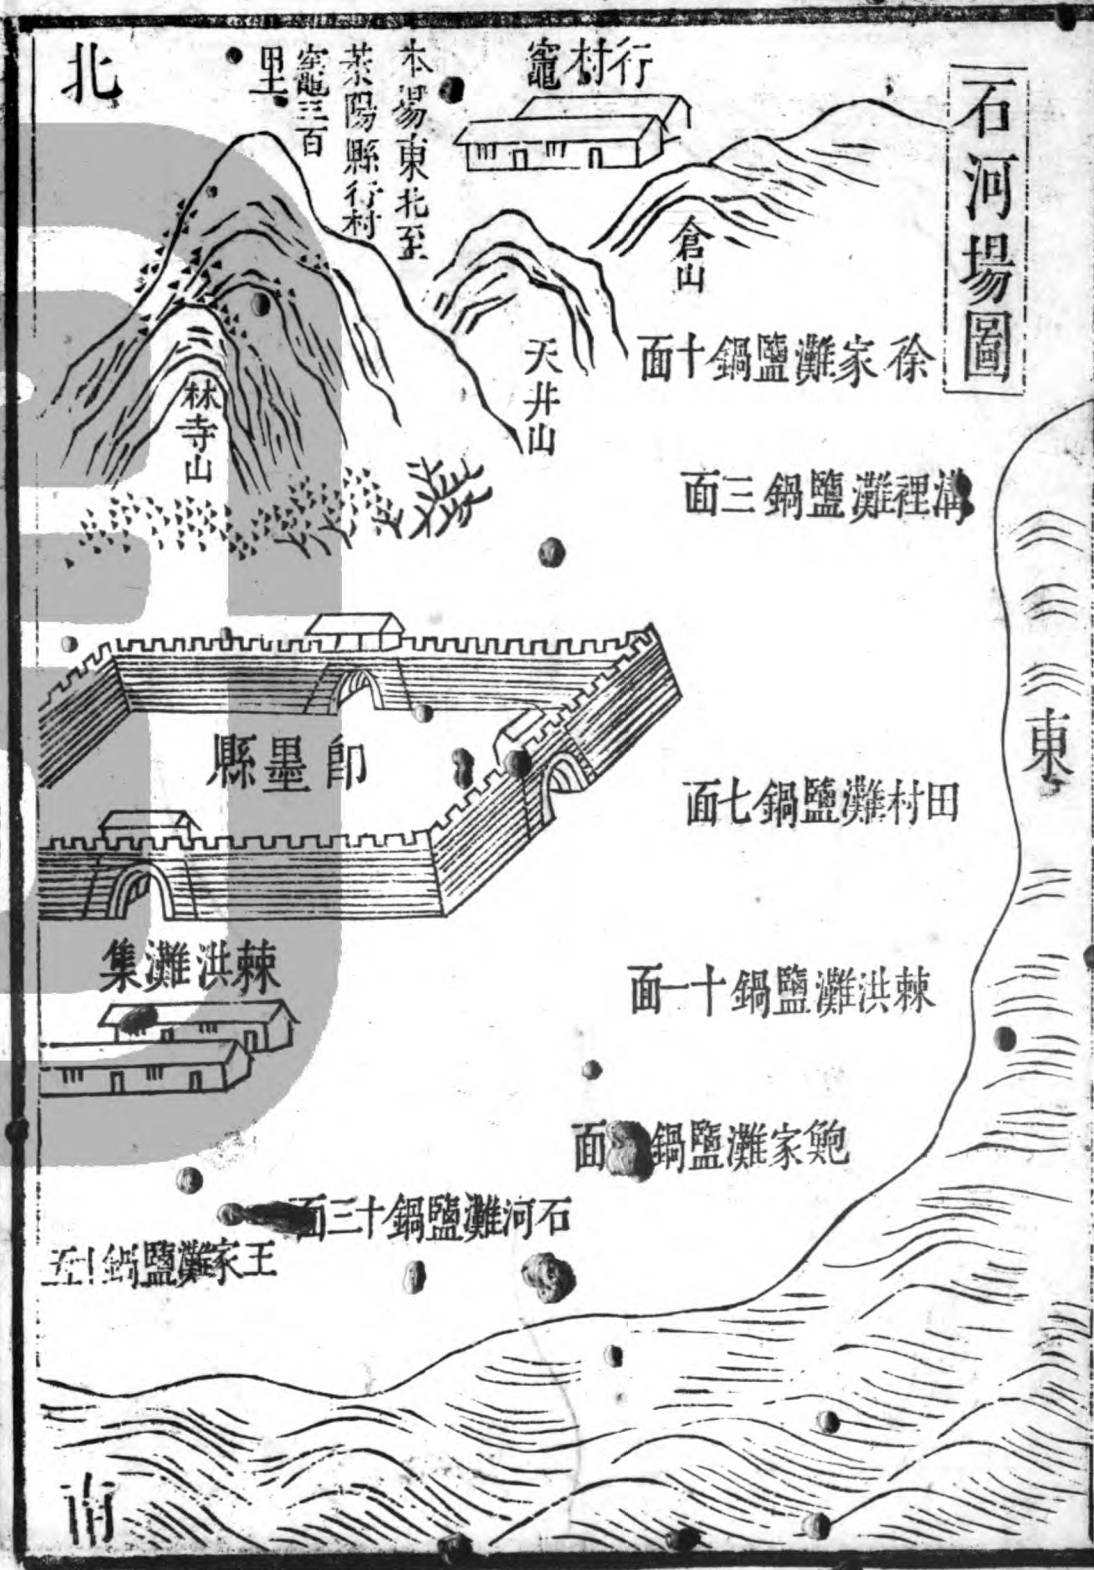 石河場圖
行村竈
本場東北至
萊陽縣行村
竈三百
里
北
倉山
天井山
林寺山
徐家灘鹽鍋十面
溝裡灘鹽鍋三面
東
即墨縣
田村灘鹽鍋七面
棘洪灘集
棘洪灘鹽鍋十一面
鮑家灘鹽鍋 面
石河灘鹽鍋十三面
王家灘鹽鍋十五
南